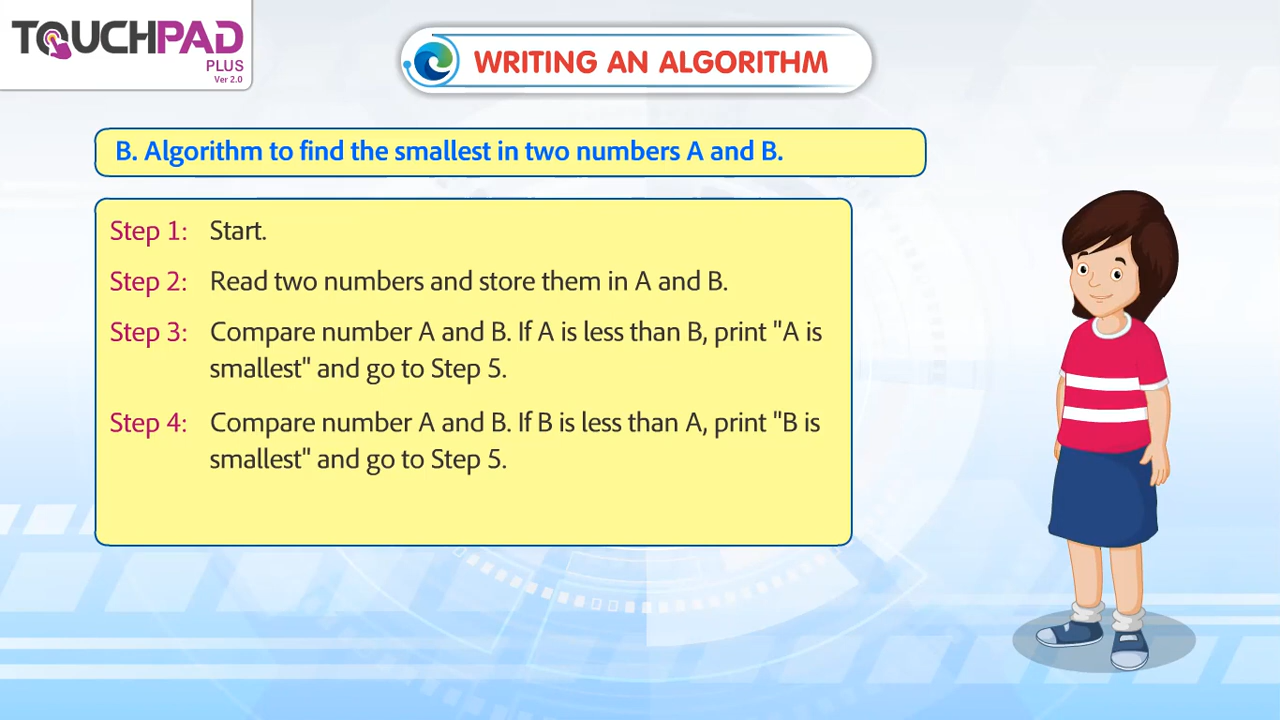 TOUCHPAD
PLUS
Ver 2.0
WRITING AN ALGORITHM
B. Algorithm to find the smallest in two numbers A and B.
Step 1: Start.
Step 2: Read two numbers and store them in A and B.
Step 3: Compare number A and B. If A is less than B, print "A is
smallest" and go to Step 5.
Step 4: Compare number A and B. If B is less than A, print "B is
smallest" and go to Step 5.